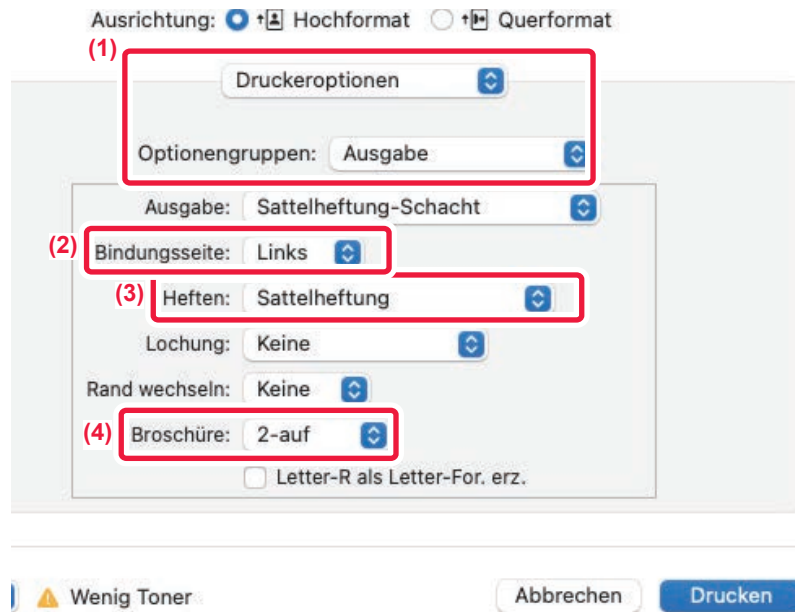 Ausrichtung: Hochformat Querformat
(1)
Druckeroptionen
Optionengruppen: Ausgabe
Ausgabe: Sattelheftung-Schacht
(2) Bindungsseite: Links
(3) Heften: Sattelheftung
Lochung: Keine
Rand wechseln: Keine
(4) Broschüre: 2-auf
Letter-R als Letter-For. erz.
Wenig Toner Abbrechen Drucken